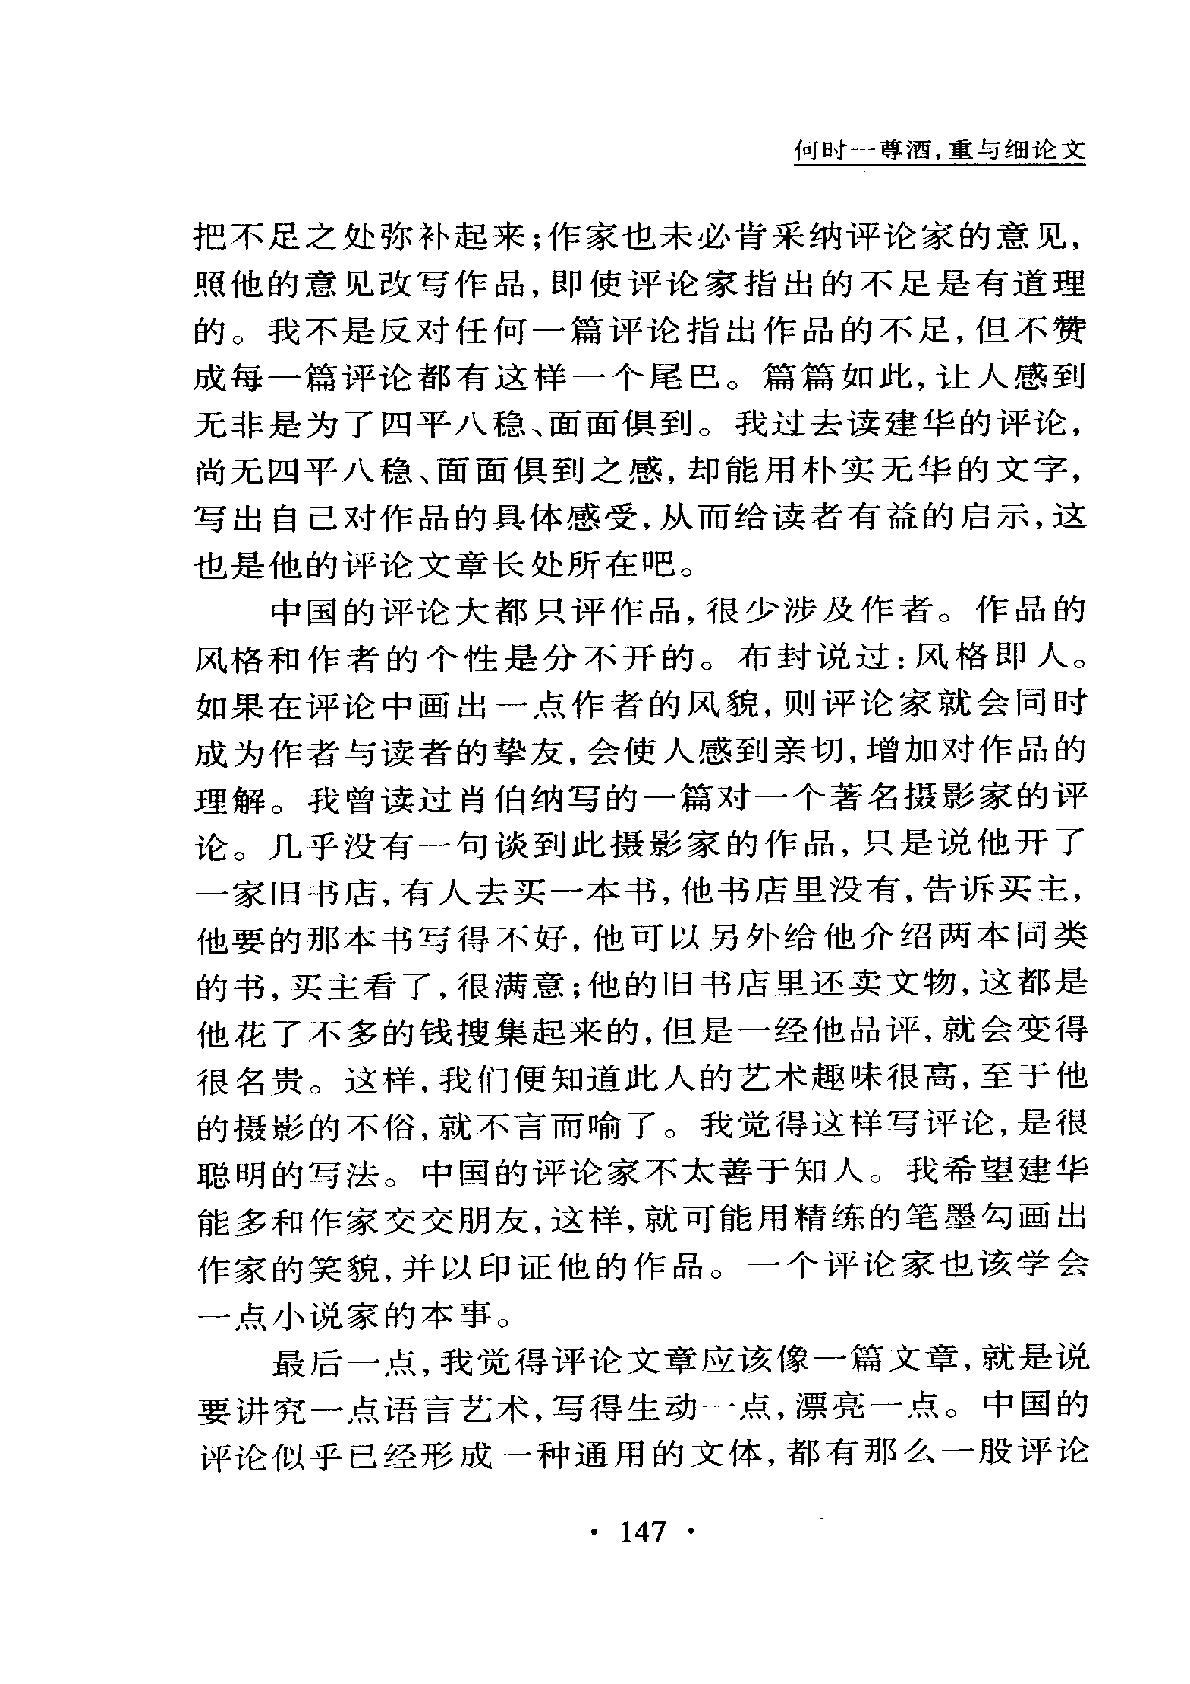 何时一尊酒,重与细论文
把不足之处弥补起来;作家也未必肯采纳评论家的意见,
照他的意见改写作品,即使评论家指出的不足是有道理
的。我不是反对任何一篇评论指出作品的不足,但不赞
成每一篇评论都有这样一个尾巴。篇篇如此,让人感到
无非是为了四平八稳、面面俱到。我过去读建华的评论,
尚无四平八稳、面面俱到之感,却能用朴实无华的文字,
写出自己对作品的具体感受,从而给读者有益的启示,这
也是他的评论文章长处所在吧。
中国的评论大都只评作品,很少涉及作者。作品的
风格和作者的个性是分不开的。布封说过:风格即人。
如果在评论中画出一点作者的风貌,则评论家就会同时
成为作者与读者的挚友,会使人感到亲切,增加对作品的
理解。我曾读过肖伯纳写的一篇对一个著名摄影家的评
论。几乎没有一句谈到此摄影家的作品,只是说他开了
一家旧书店,有人去买一本书,他书店里没有,告诉买主,
他要的那本书写得不好,他可以另外给他介绍两本同类
的书,买主看了,很满意;他的旧书店里还卖文物,这都是
他花了不多的钱搜集起来的,但是一经他品评,就会变得
很名贵。这样,我们便知道此人的艺术趣味很高,至于他
的摄影的不俗,就不言而喻了。我觉得这样写评论,是很
聪明的写法。中国的评论家不太善于知人。我希望建华
能多和作家交交朋友,这样,就可能用精练的笔墨勾画出
作家的笑貌,并以印证他的作品。一个评论家也该学会
一点小说家的本事。
最后一点,我觉得评论文章应该像一篇文章,就是说
要讲究一点语言艺术,写得生动一点,漂亮一点。中国的
评论似乎已经形成一种通用的文体,都有那么一股评论
· 147 ·